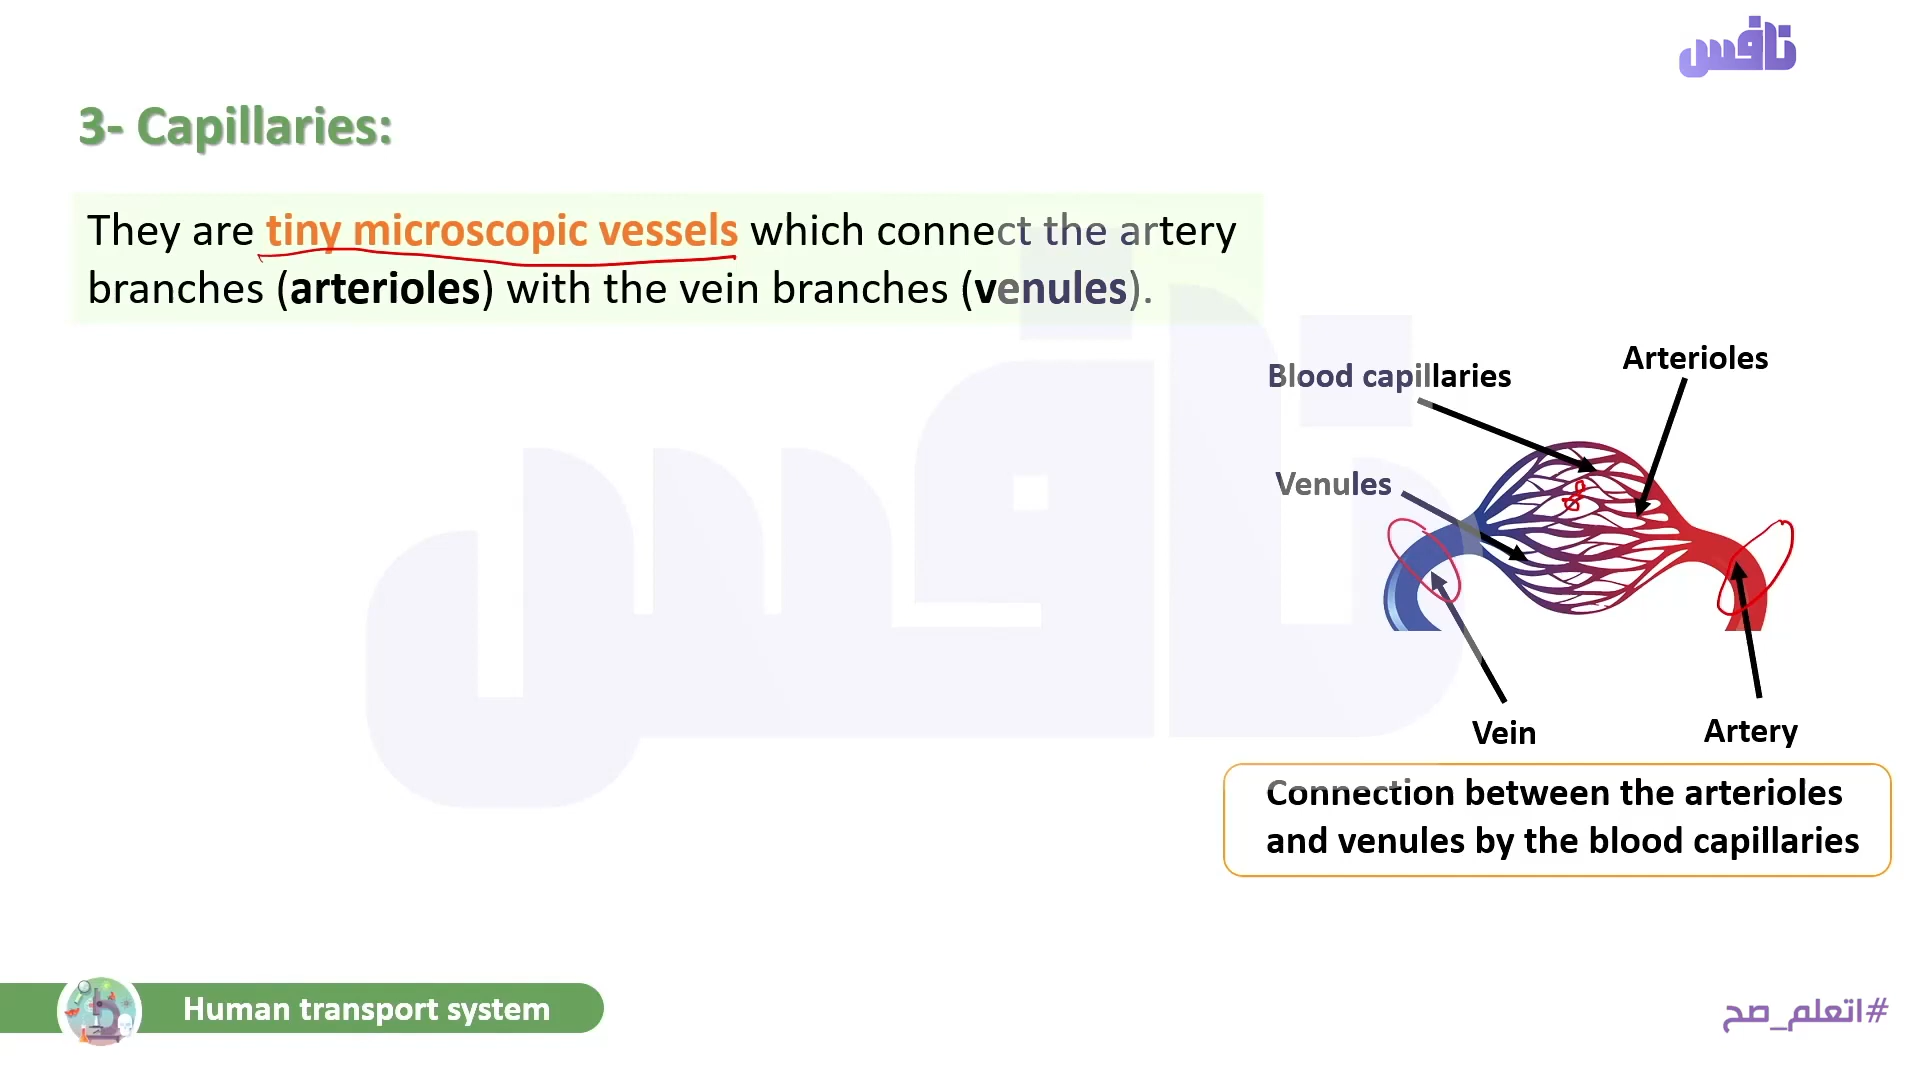 نافس
3- Capillaries:
They are tiny microscopic vessels which connect the artery
branches (arterioles) with the vein branches (venules).
Arterioles
Blood capillaries
Venules
Vein
Artery
Connection between the arterioles
and venules by the blood capillaries
Human transport system
#اتعلم_صح